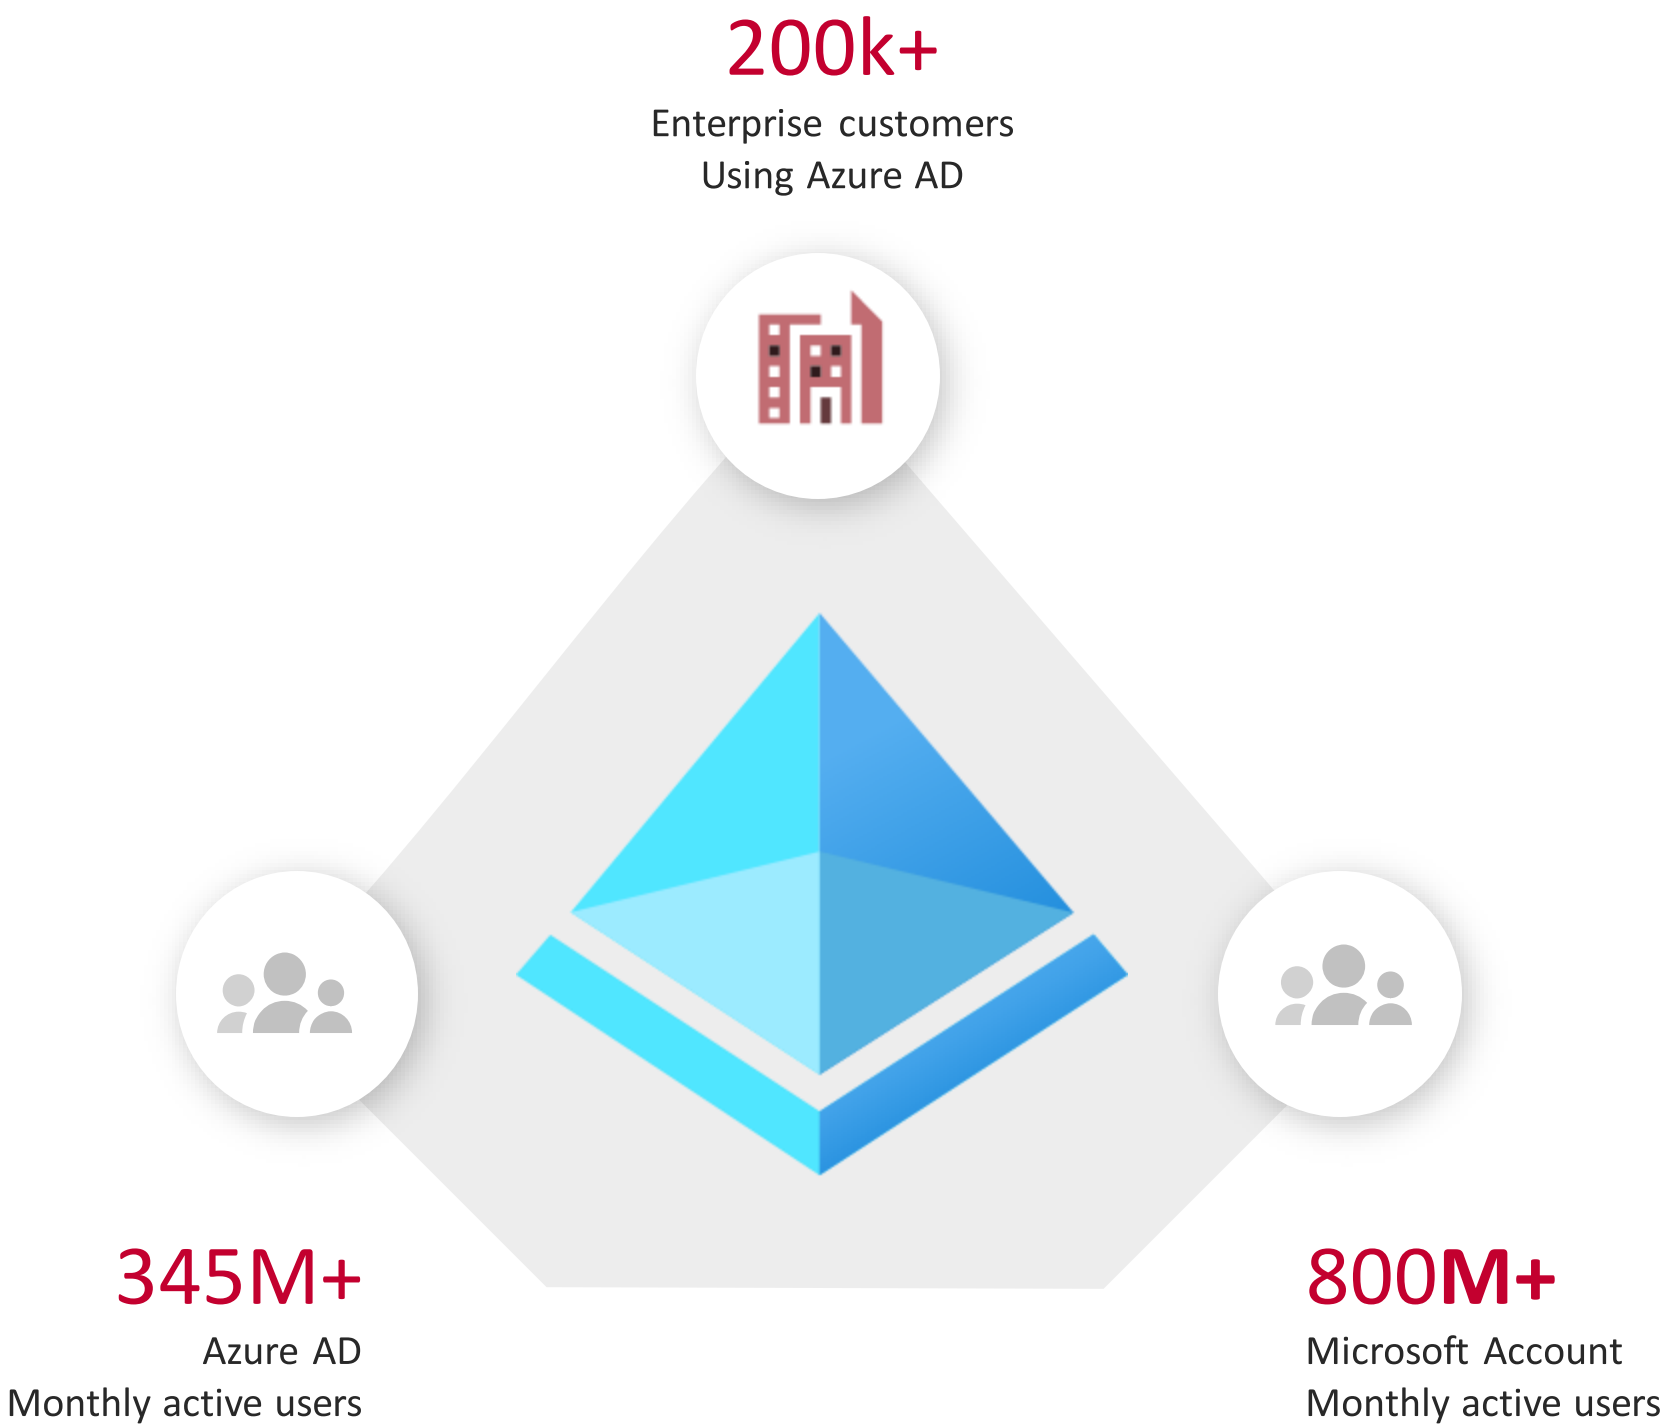 200k+
Enterprise customers
Using Azure AD
345M+
Azure AD
Monthly active users
800M+
Microsoft Account
Monthly active users